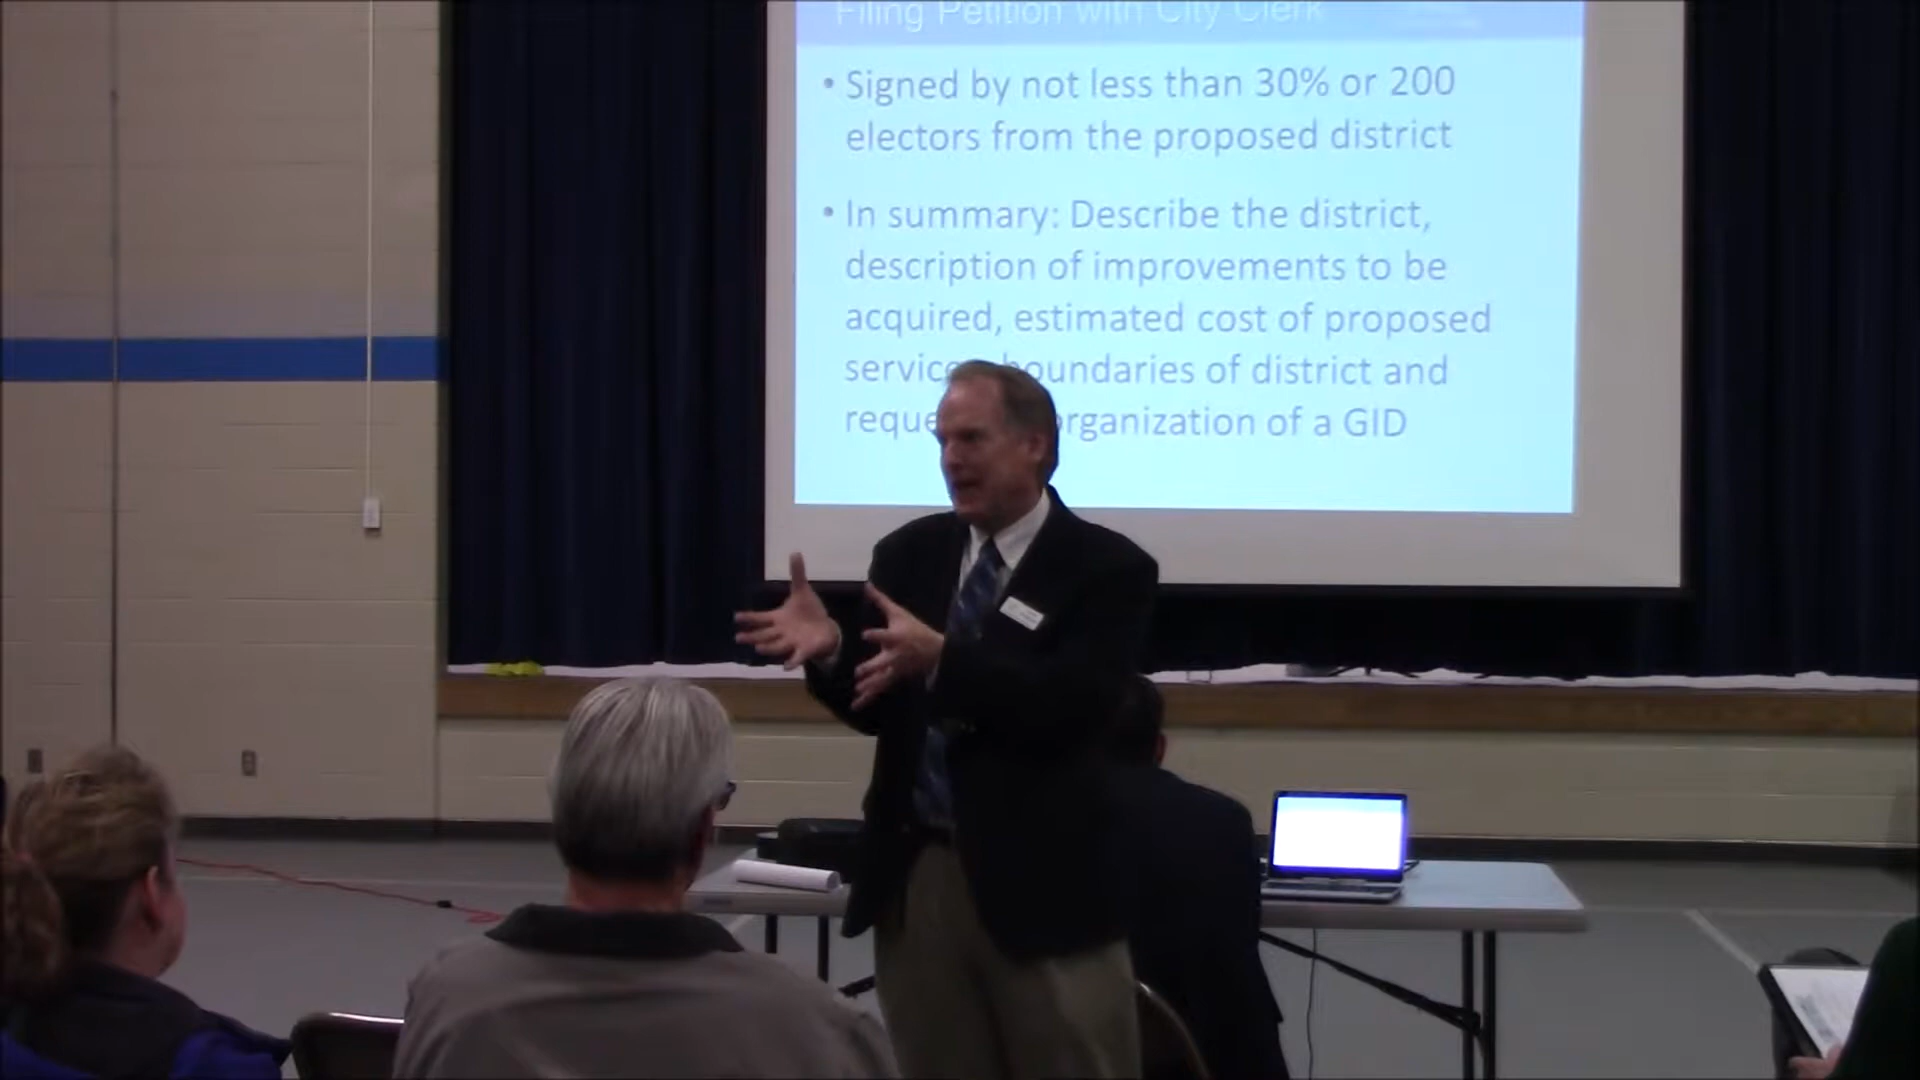 Filing Petition with City Clerk
• Signed by not less than 30% or 200
electors from the proposed district
• In summary: Describe the district,
description of improvements to be
acquired, estimated cost of proposed
service boundaries of district and
reque organization of a GID